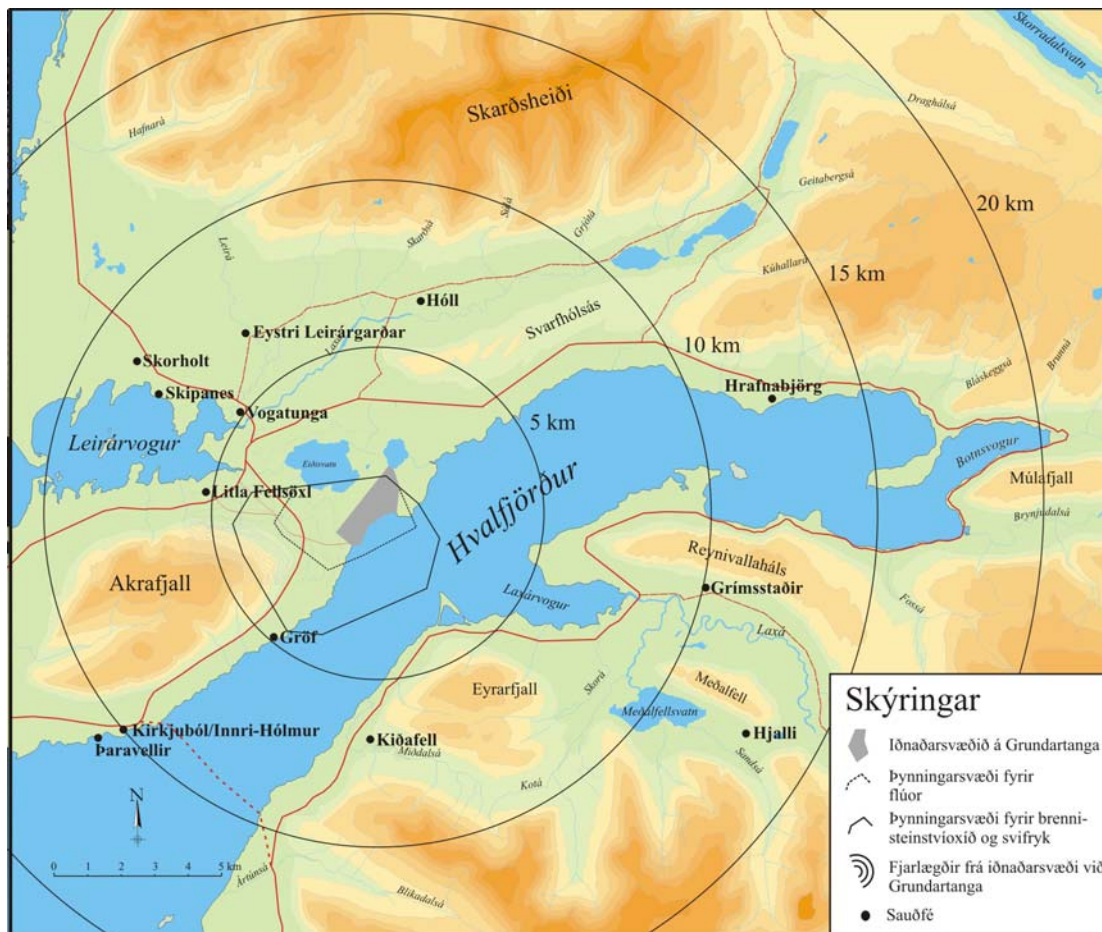 Skorradalsvatn
Draghálsá
Hafnará
Skarðsheiði
Geitabergsá
20 km
Súlá
Skarðsá
Grjótá
Leirá
Kúhallará
15 km
Hóll
Svarfhólsás
Eystri Leirárgarðar
Laxá
10 km
Brunná
Skorholt
Bláskeggsá
Hrafnabjörg
Skipanes
Vogatunga
5 km
Leirárvogur
Botnsvogur
Eiðisvatn
Múlafjall
Litla Fellsöxl
Hvalfjörður
Brynjudalsá
Reynivallaháls
Akrafjall
Grímsstaðir
Laxárvogur
Fossá
Laxá
Gröf
Skorá
Meðalfell
Eyrarfjall
Meðalfellsvatn
Kirkjuból/Innri-Hólmur
Þaravellir
Kiðafell
Hjalli
Miðdalsá
Sandsá
Kotá
N
0 5 km
Ártúnsá
Blikadalsá
Skýringar
Iðnaðarsvæðið á Grundartanga
Þynningarsvæði fyrir
flúor
Þynningarsvæði fyrir brenni-
steinstvíoxíð og svifryk
Fjarlægðir frá iðnaðarsvæði við
Grundartanga
Sauðfé